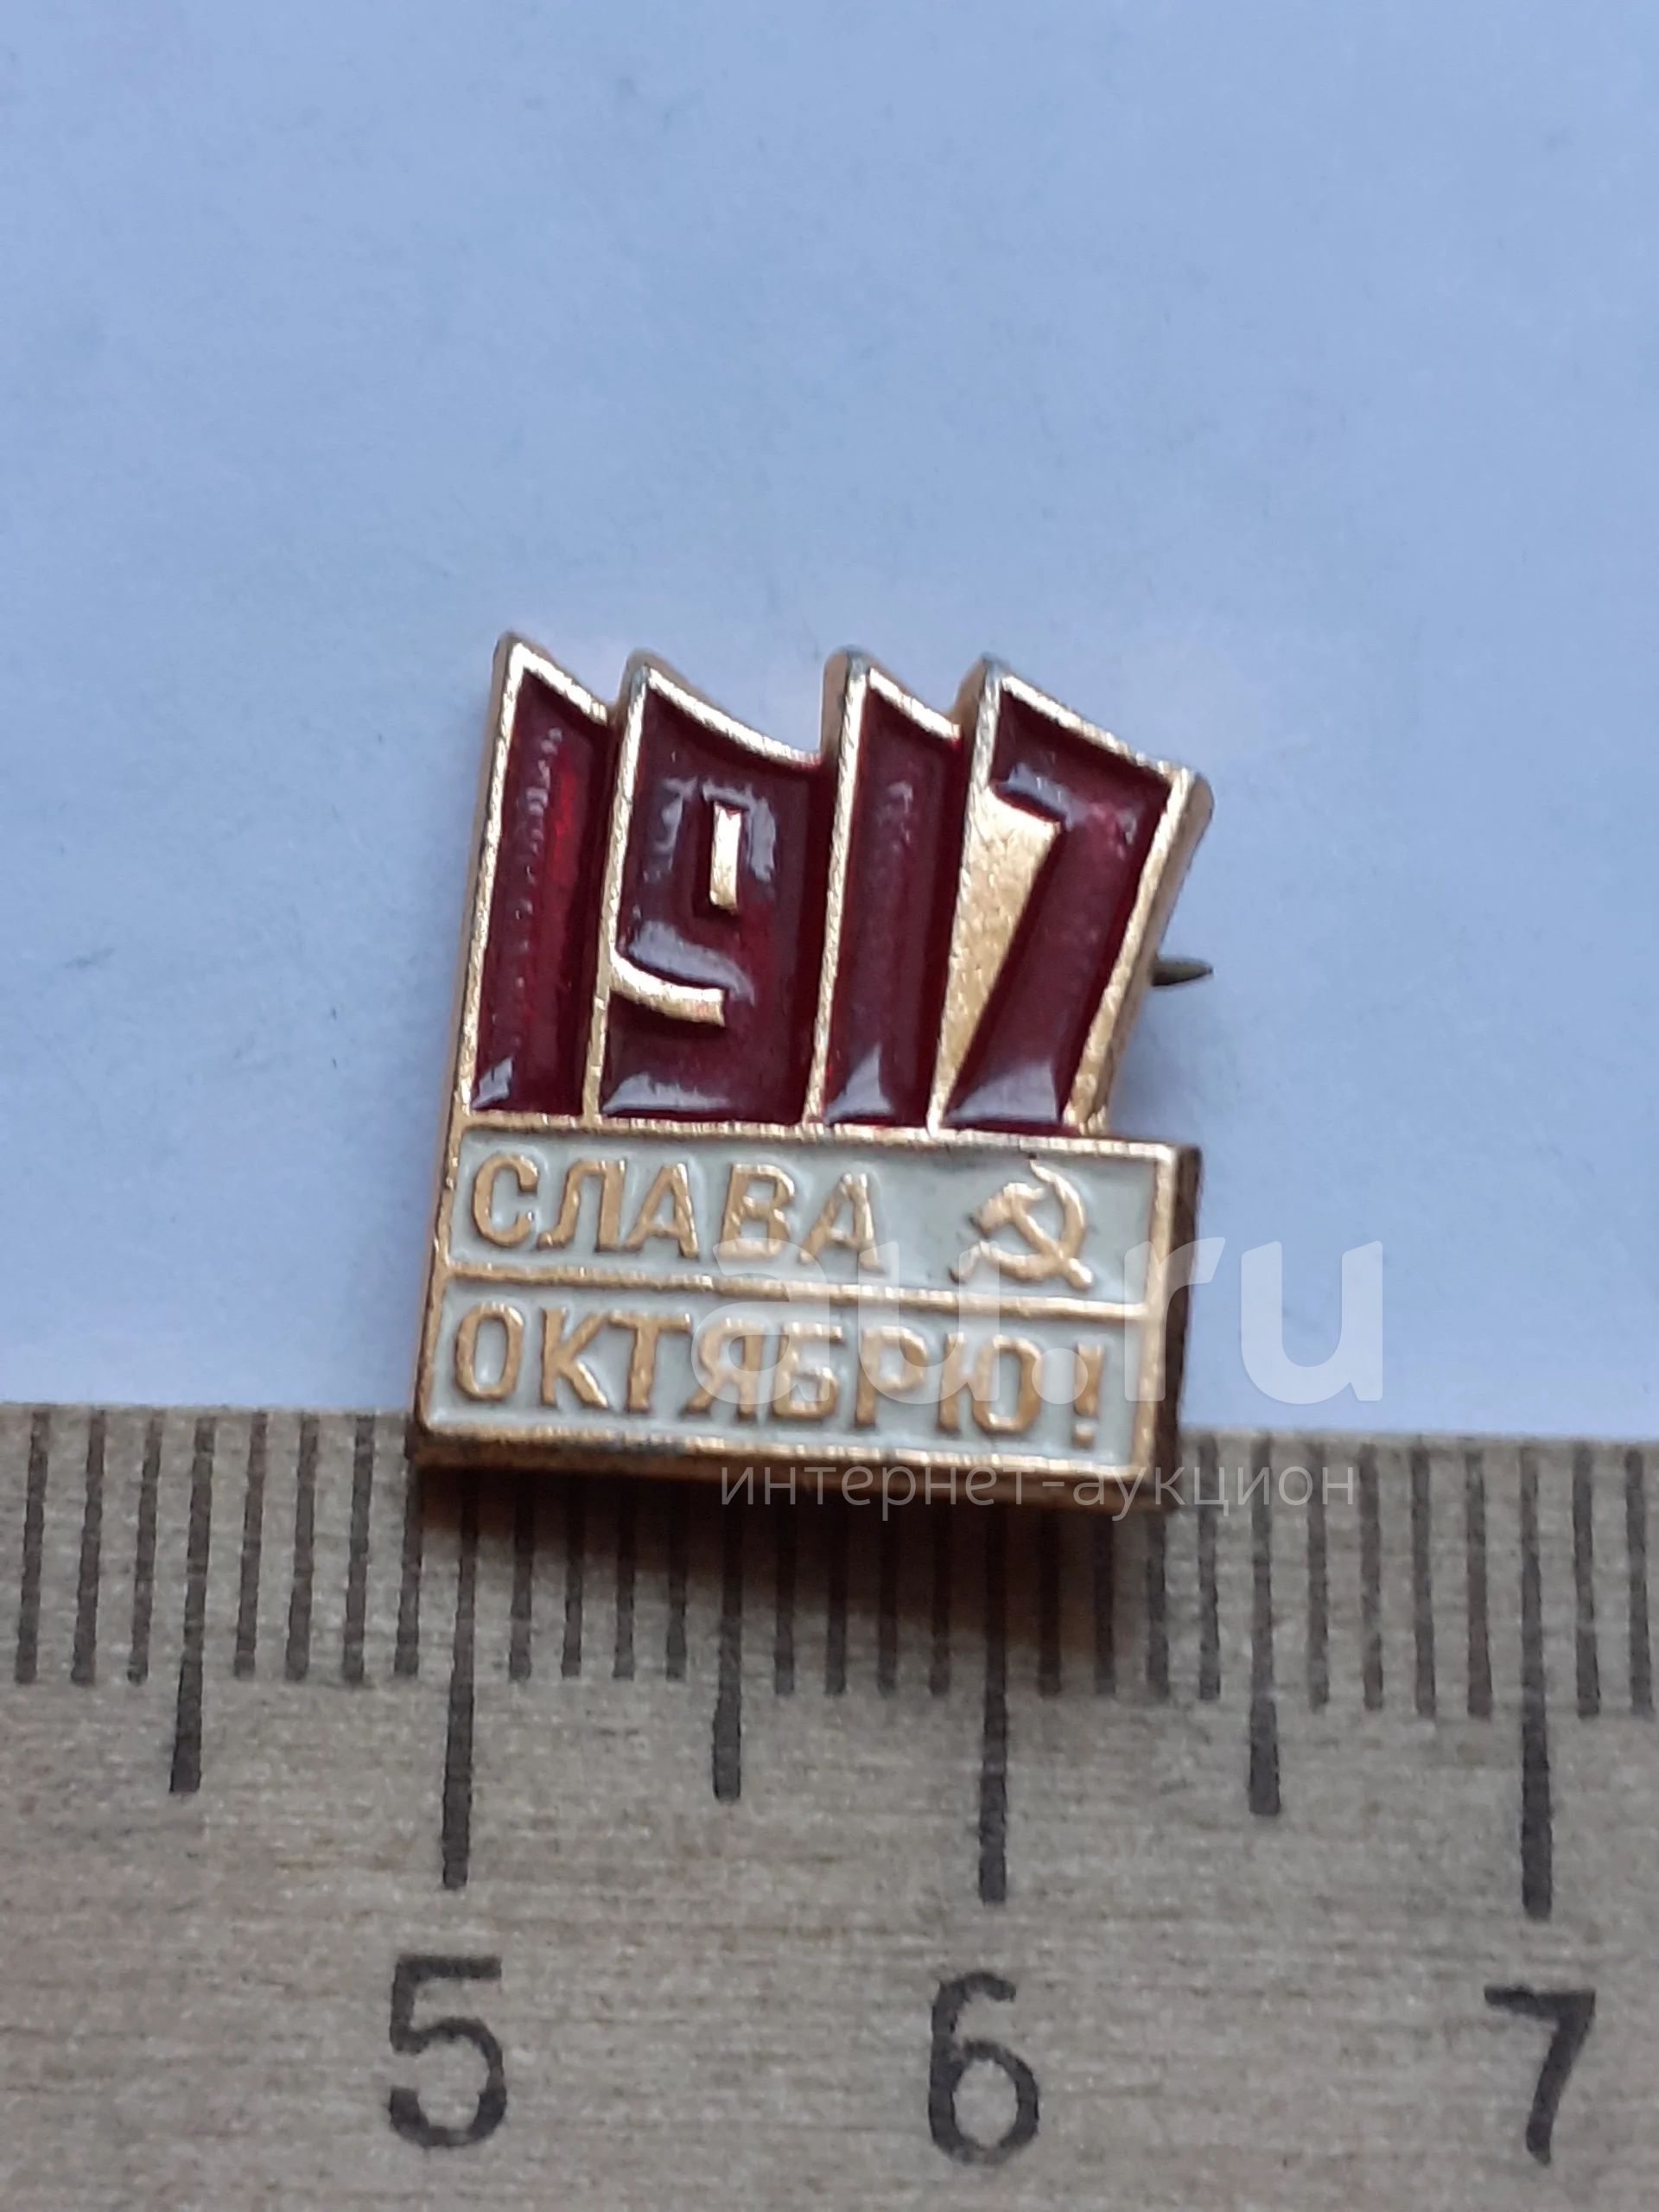 1917
СЛАВА
ОКТЯБРЮ!
au.ru
интернет-аукцион
5 6 7